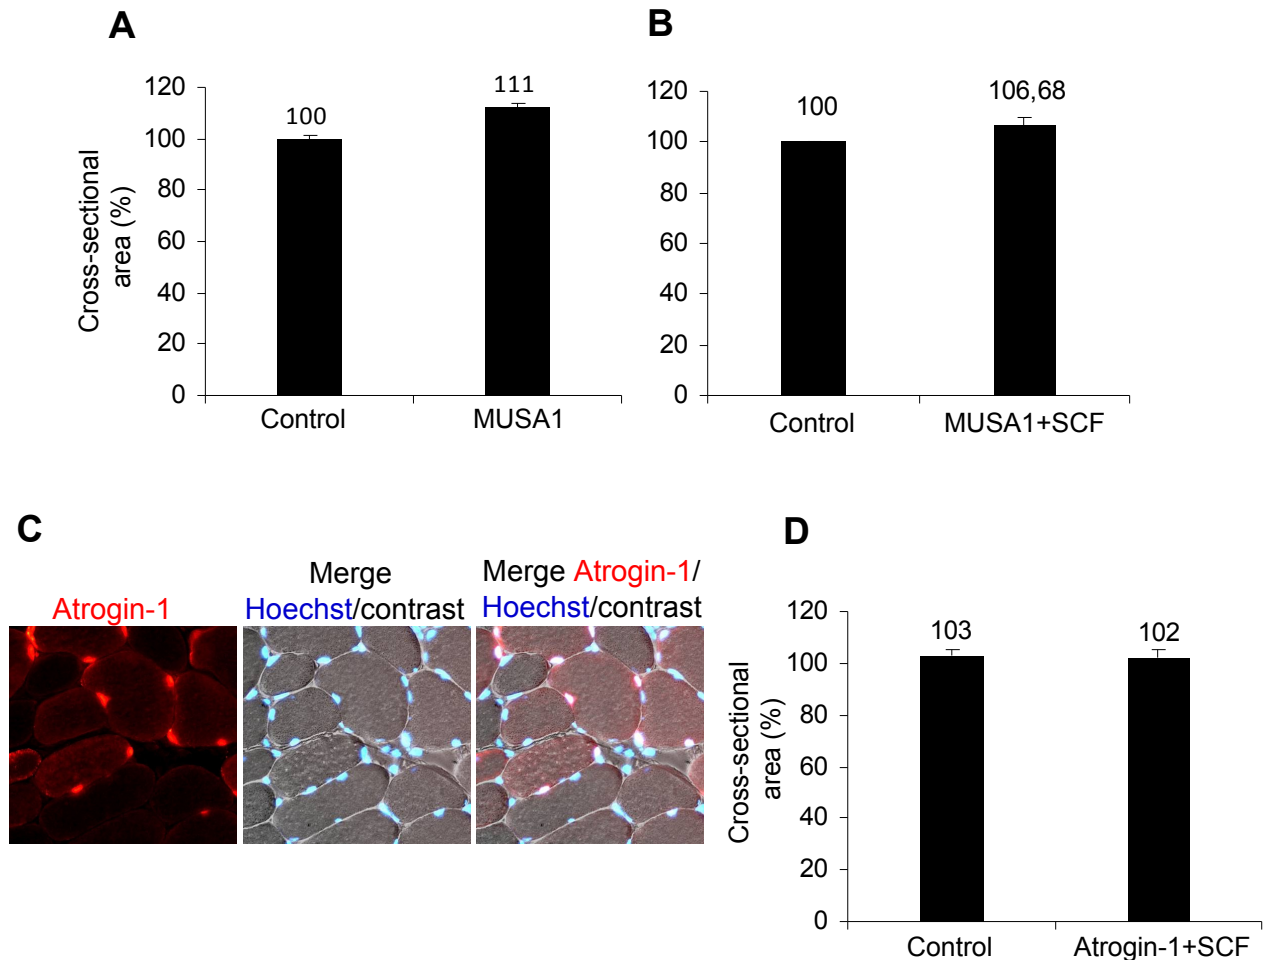 A
120
100
80
60
40
20
0
100
111
Cross-sectional
area (%)
Control
MUSA1
B
120
100
80
60
40
20
0
100
106,68
Control
MUSA1+SCF
C
Atrogin-1
Merge
Hoechst/contrast
Merge Atrogin-1/
Hoechst/contrast
D
120
100
80
60
40
20
0
103
102
Cross-sectional
area (%)
Control
Atrogin-1+SCF